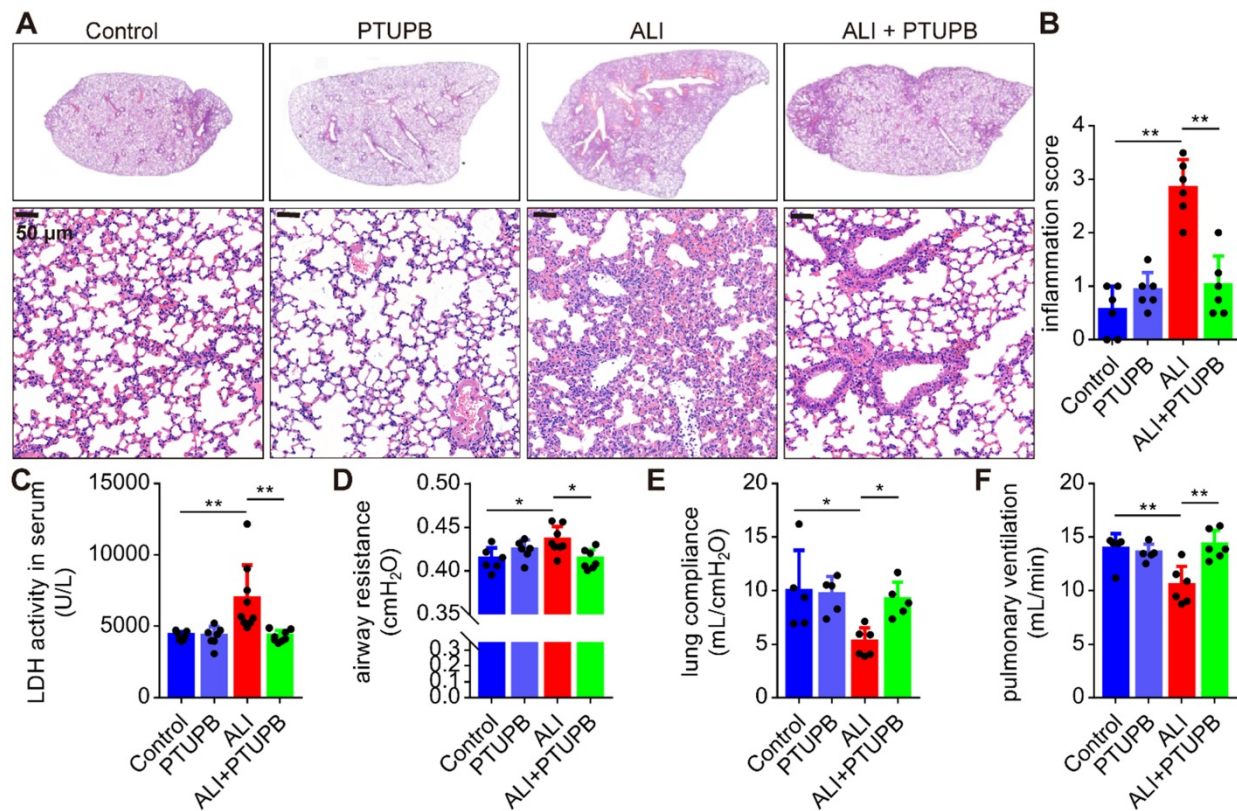 A
Control
PTUPB
ALI
ALI + PTUPB
50 μm
B
inflammation score
4
3
2
1
0
Control
PTUPB
ALI
ALI+PTUPB
**
**
C
LDH activity in serum
(U/L)
15000
10000
5000
0
Control
PTUPB
ALI
ALI+PTUPB
**
**
D
airway resistance
(cmH₂O)
0.50
0.45
0.40
0.35
0.3
0.2
0.1
0.0
Control
PTUPB
ALI
ALI+PTUPB
*
*
E
lung compliance
(mL/cmH₂O)
20
15
10
5
0
Control
PTUPB
ALI
ALI+PTUPB
*
*
F
pulmonary ventilation
(mL/min)
20
15
10
5
0
Control
PTUPB
ALI
ALI+PTUPB
**
**